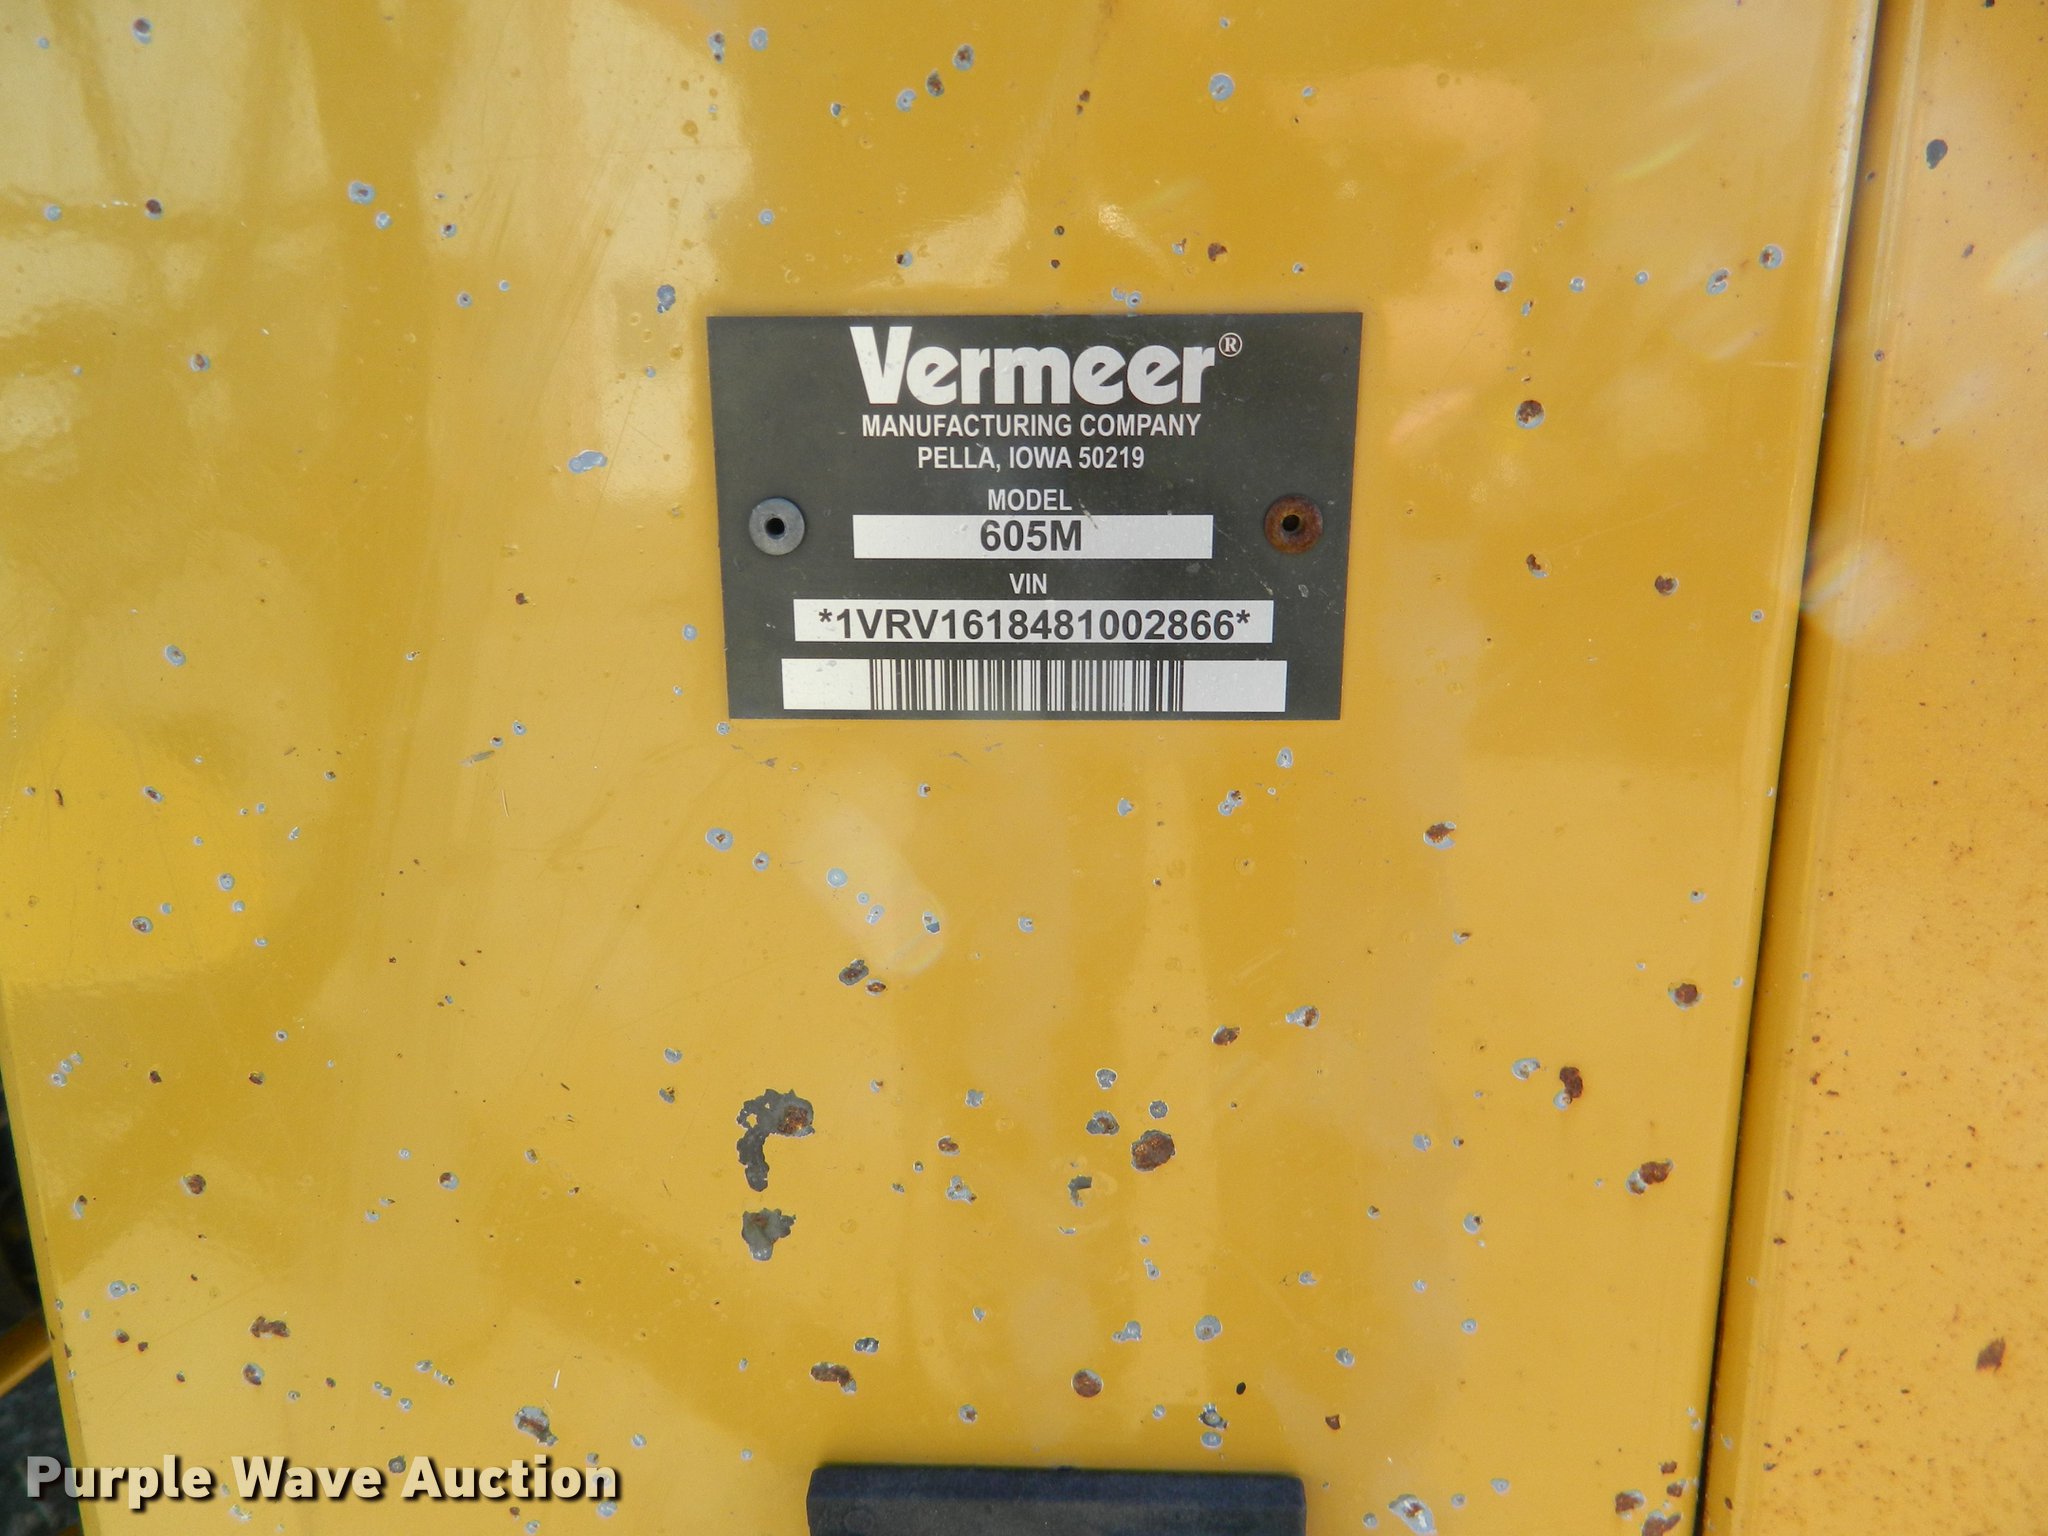 Vermeer®
MANUFACTURING COMPANY
PELLA, IOWA 50219
MODEL
605M
VIN
*1VRV1618481002866*
Purple Wave Auction